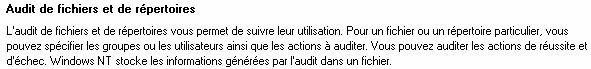 Audit de fichiers et de répertoires
L'audit de fichiers et de répertoires vous permet de suivre leur utilisation. Pour un fichier ou un répertoire particulier, vous
pouvez spécifier les groupes ou les utilisateurs ainsi que les actions à auditer. Vous pouvez auditer les actions de réussite et
d'échec. Windows NT stocke les informations générées par l'audit dans un fichier.